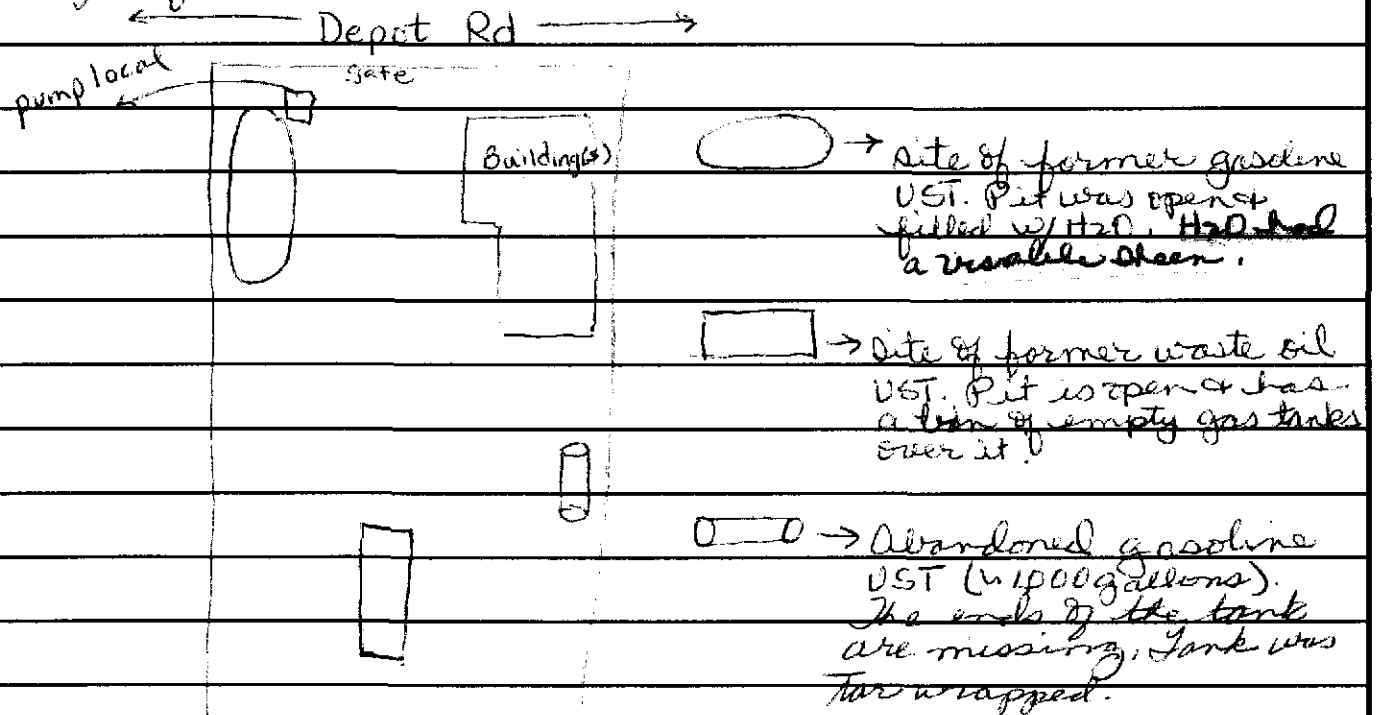 Depot Rd
gate
pump local
Building(s)
Site of former gasoline
UST. Pit was open &
filled w/ H2O. H2O had
a visable sheen.
Site of former waste oil
UST. Pit is open & has
a bin of empty gas tanks
over it.
Abandoned gasoline
UST (~1000 gallons).
The ends of the tank
are missing. Tank was
tar wrapped.